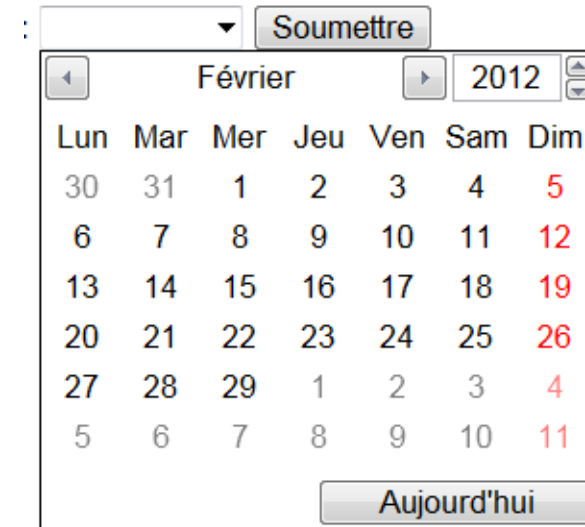 : Soumettre
Février 2012
Lun Mar Mer Jeu Ven Sam Dim
30 31 1 2 3 4 5
6 7 8 9 10 11 12
13 14 15 16 17 18 19
20 21 22 23 24 25 26
27 28 29 1 2 3 4
5 6 7 8 9 10 11
Aujourd'hui